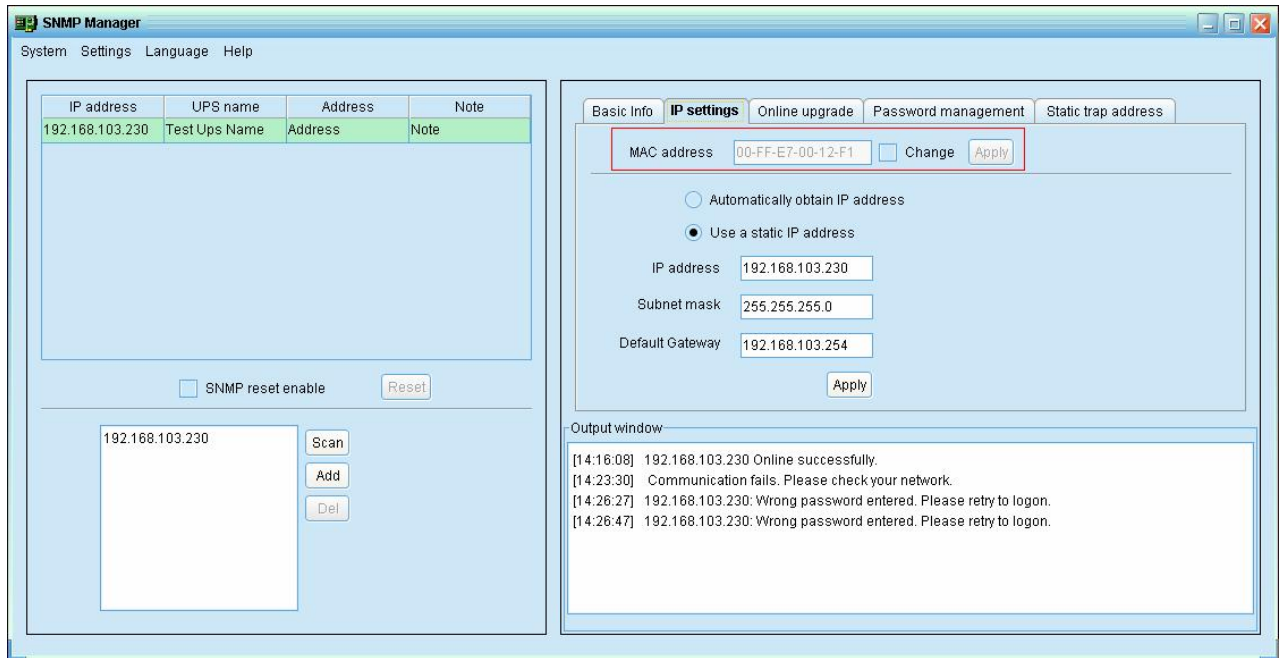 SNMP Manager
System Settings Language Help
IP address UPS name Address Note
192.168.103.230 Test Ups Name Address Note
SNMP reset enable Reset
192.168.103.230
Scan
Add
Del
Basic Info IP settings Online upgrade Password management Static trap address
MAC address 00-FF-E7-00-12-F1 Change Apply
Automatically obtain IP address
Use a static IP address
IP address 192.168.103.230
Subnet mask 255.255.255.0
Default Gateway 192.168.103.254
Apply
Output window
[14:16:08] 192.168.103.230 Online successfully.
[14:23:30] Communication fails. Please check your network.
[14:26:27] 192.168.103.230: Wrong password entered. Please retry to logon.
[14:26:47] 192.168.103.230: Wrong password entered. Please retry to logon.